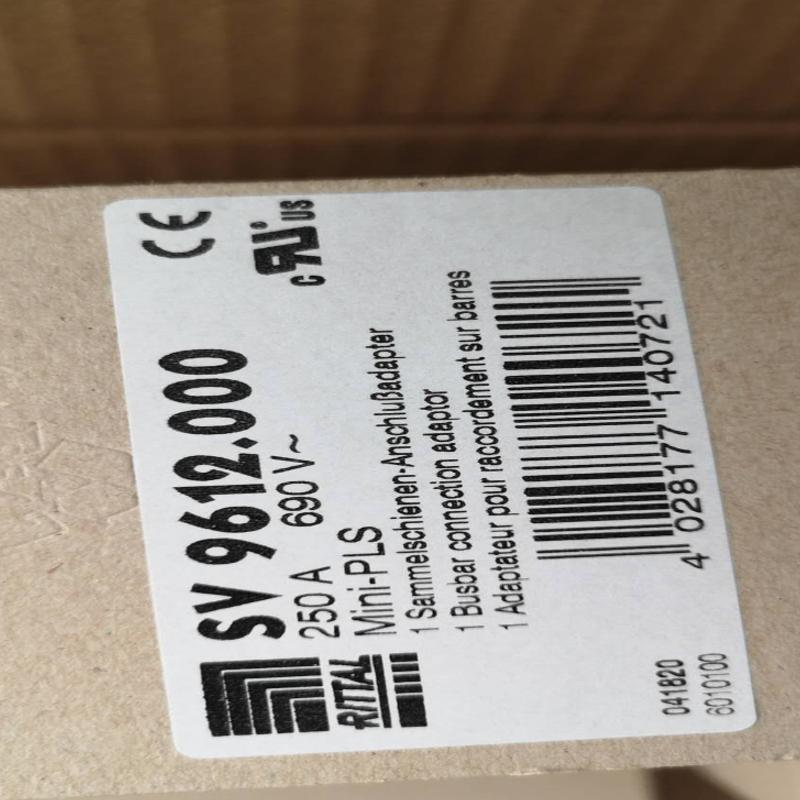 SV 9612.000
250 A 690 V~
Mini-PLS
1 Sammelschienen-Anschlußadapter
1 Busbar connection adaptor
1 Adaptateur pour raccordement sur barres
CE
c RU® US
RITTAL
4 028177 140721
041820
6010100